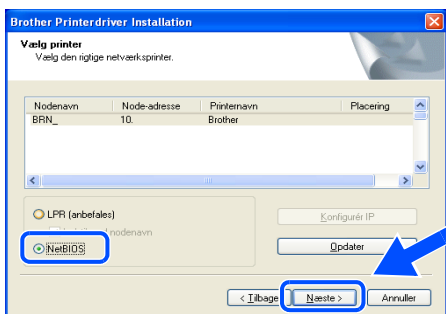 Brother Printerdriver Installation
Vælg printer
Vælg den rigtige netværksprinter.
Nodenavn Node-adresse Printernavn Placering
BRN_ 10. Brother
LPR (anbefales)
nodenavn
NetBIOS
Konfigurér IP
Opdater
< Tilbage Næste > Annuller